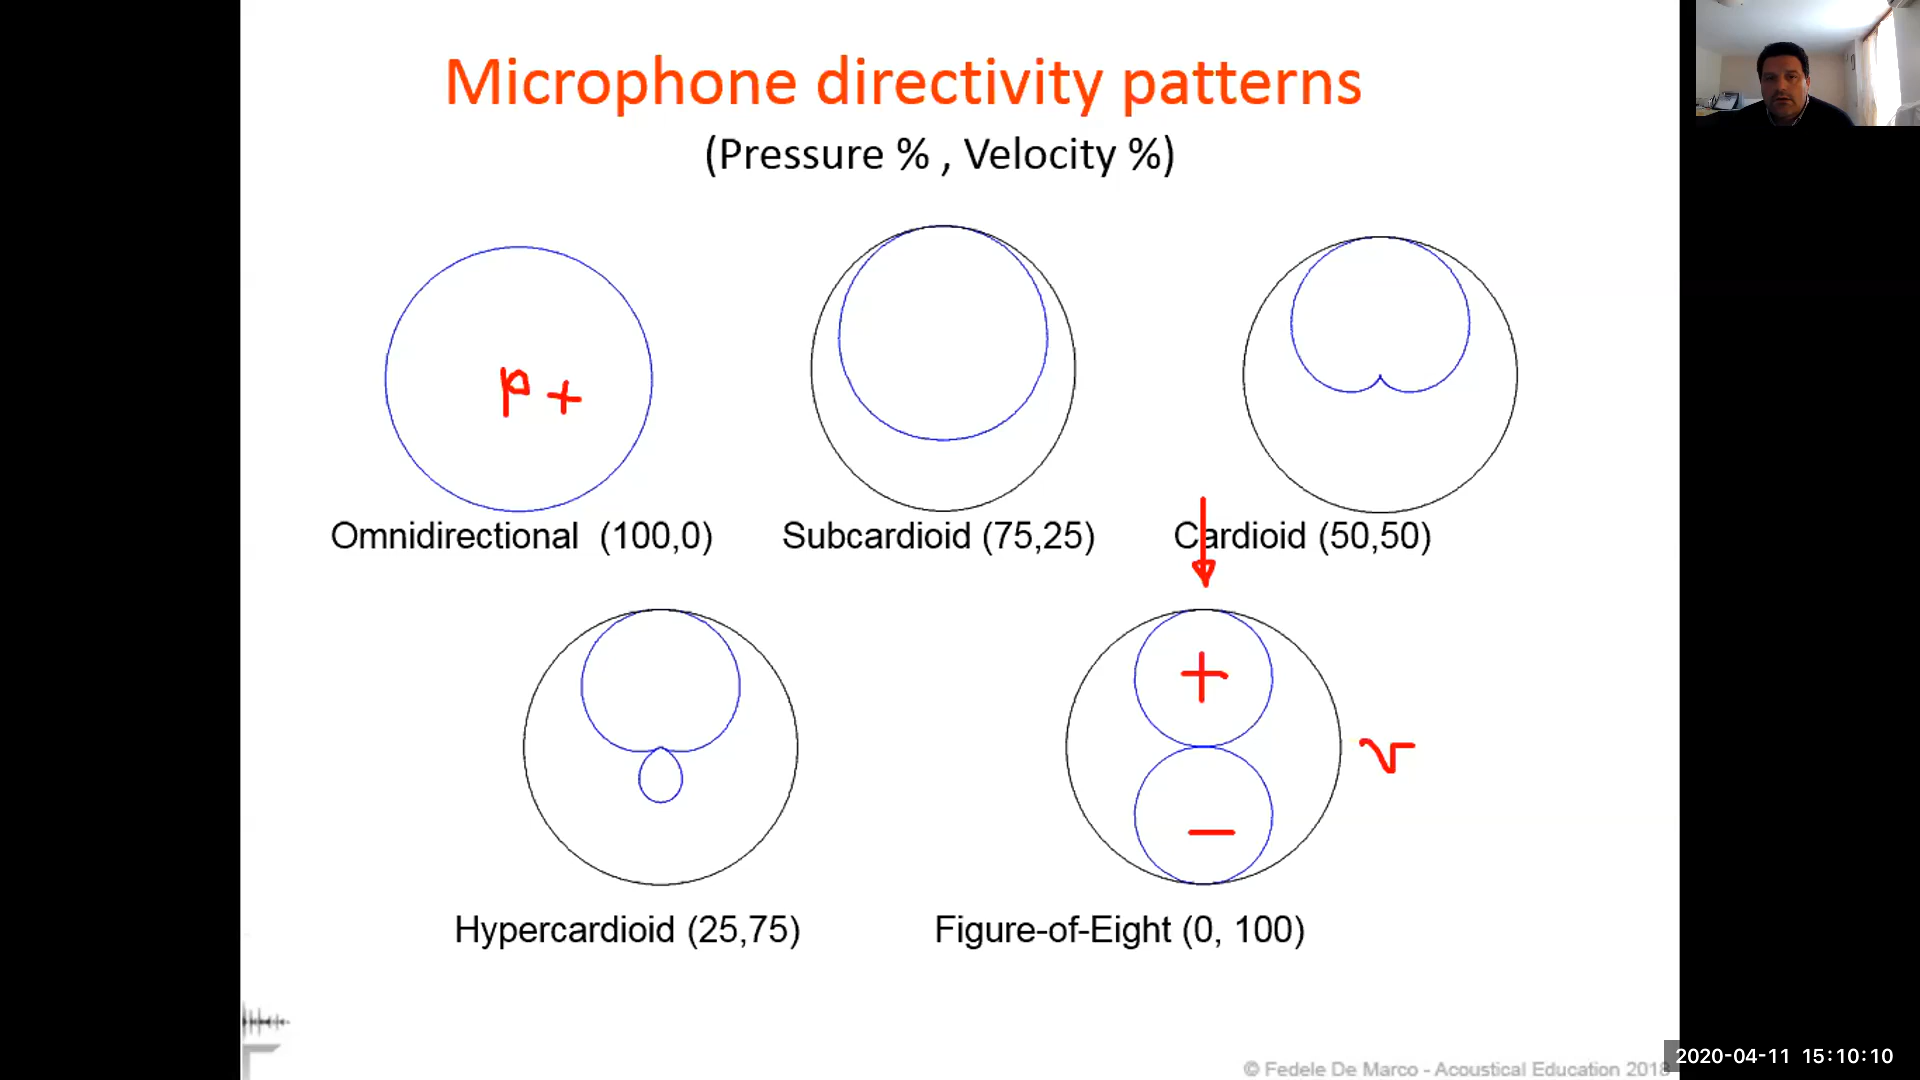 Microphone directivity patterns
(Pressure % , Velocity %)
p +
Omnidirectional (100,0)
Subcardioid (75,25)
Cardioid (50,50)
+
−
v
Hypercardioid (25,75)
Figure-of-Eight (0, 100)
© Fedele De Marco - Acoustical Education 2018
2020-04-11 15:10:10